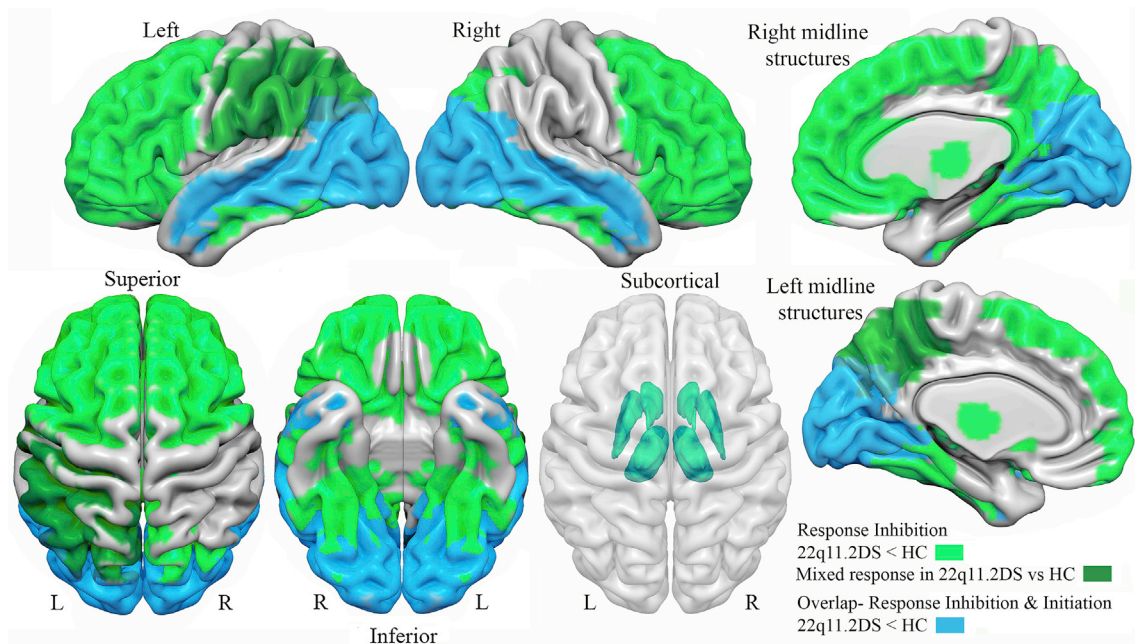 Left
Right
Right midline
structures
Superior
Subcortical
Left midline
structures
L
R
R
L
L
R
Inferior
Response Inhibition
22q11.2DS < HC
Mixed response in 22q11.2DS vs HC
Overlap- Response Inhibition & Initiation
22q11.2DS < HC